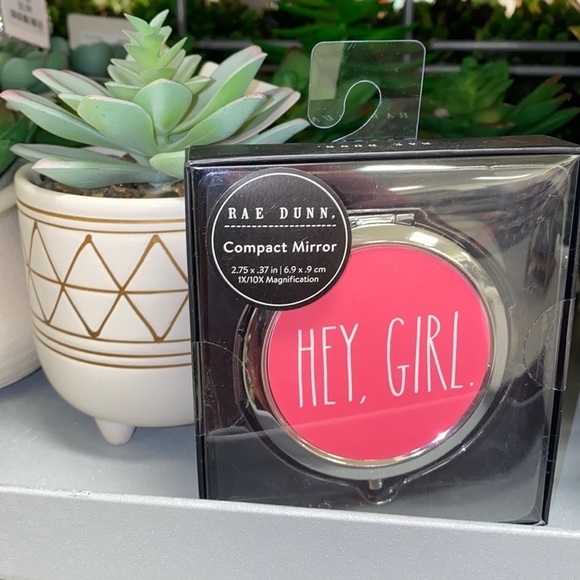 RAE DUNN.
Compact Mirror
2.75 x .37 in | 6.9 x .9 cm
1X/10X Magnification
HEY, GIRL.